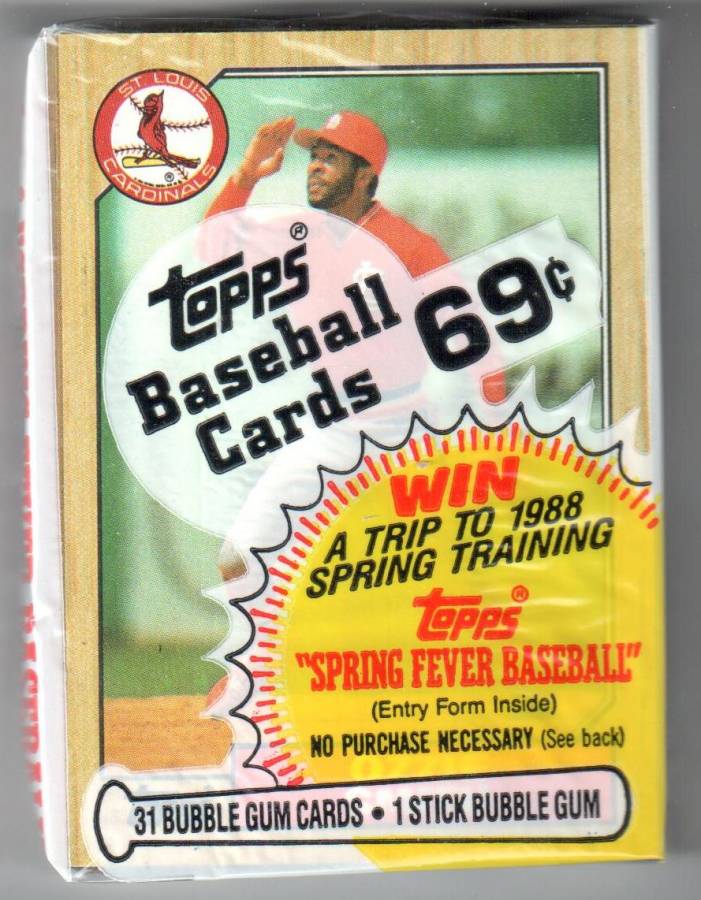 ST. LOUIS
CARDINALS
®
topps®
Baseball
Cards
69¢
WIN
A TRIP TO 1988
SPRING TRAINING
topps®
"SPRING FEVER BASEBALL"
(Entry Form Inside)
NO PURCHASE NECESSARY (See back)
31 BUBBLE GUM CARDS • 1 STICK BUBBLE GUM